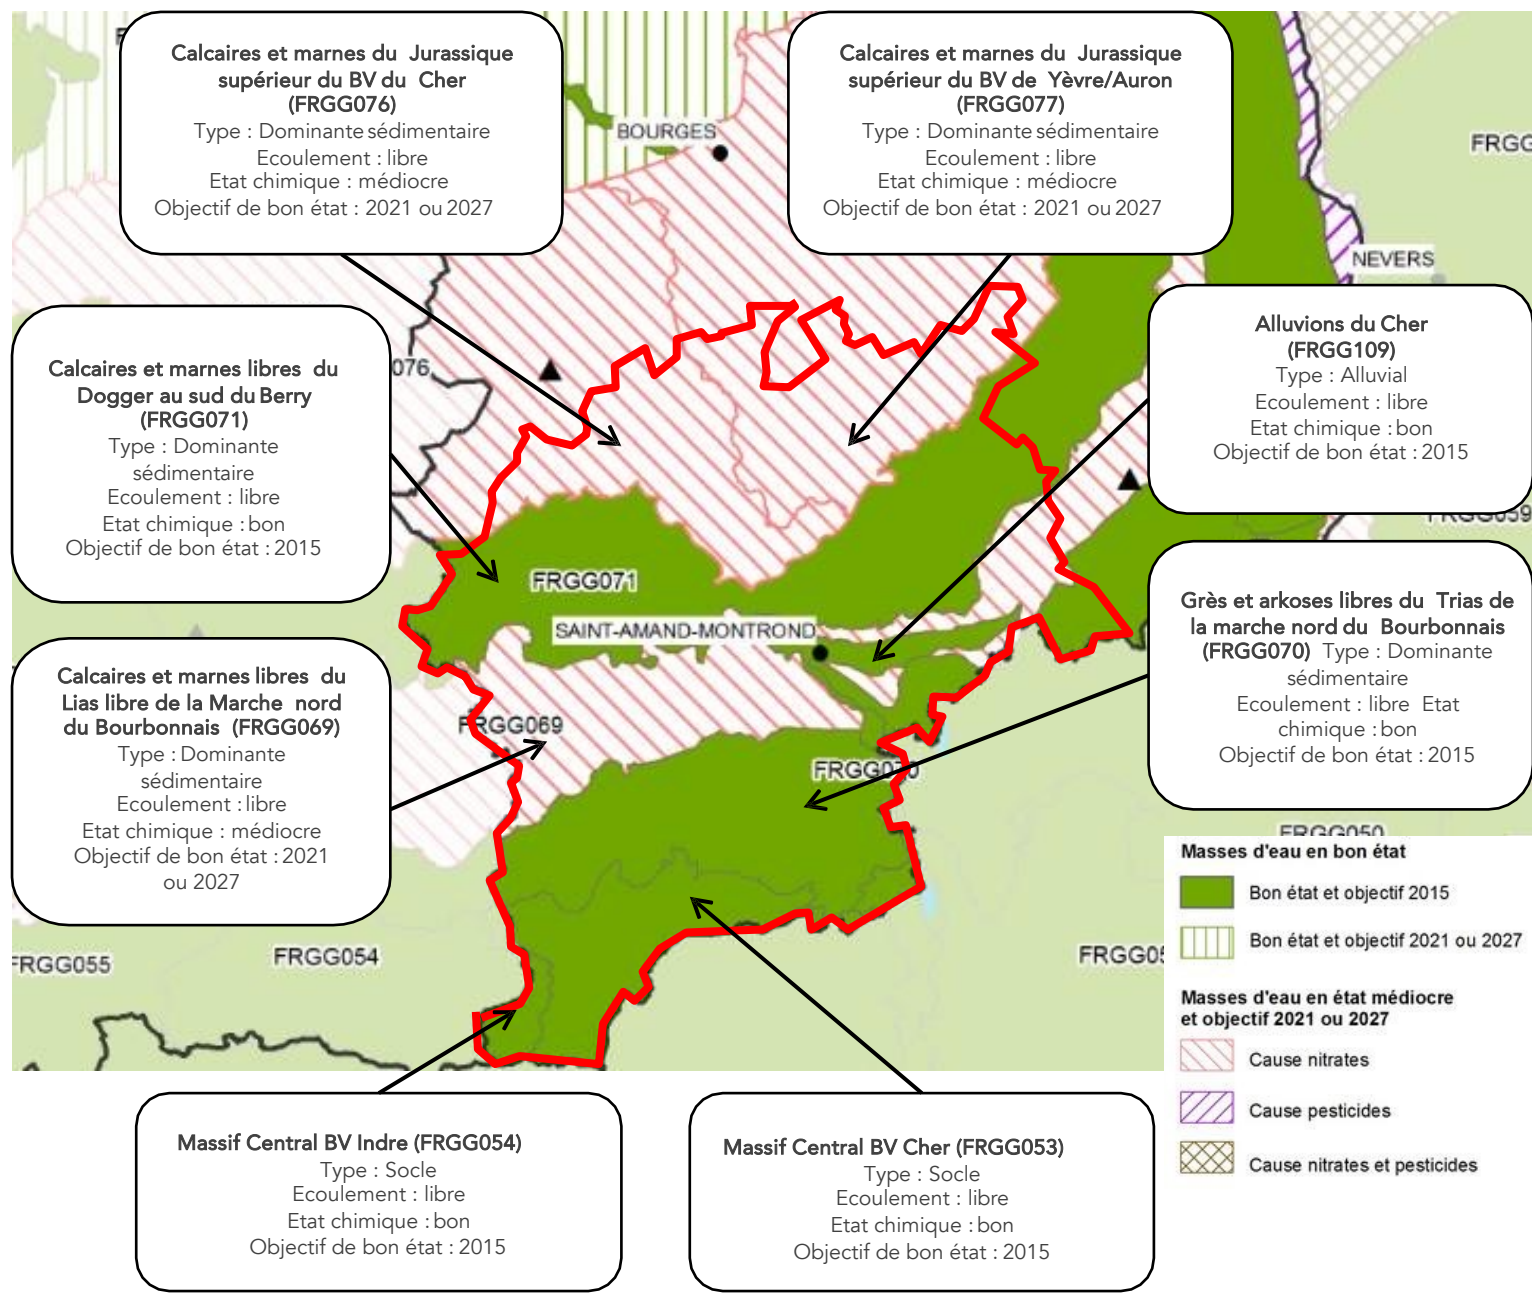 Calcaires et marnes du Jurassique
supérieur du BV du Cher
(FRGG076)
Type : Dominante sédimentaire
Ecoulement : libre
Etat chimique : médiocre
Objectif de bon état : 2021 ou 2027
Calcaires et marnes du Jurassique
supérieur du BV de Yèvre/Auron
(FRGG077)
Type : Dominante sédimentaire
Ecoulement : libre
Etat chimique : médiocre
Objectif de bon état : 2021 ou 2027
BOURGES
FRGG
NEVERS
Calcaires et marnes libres du
Dogger au sud du Berry
(FRGG071)
Type : Dominante
sédimentaire
Ecoulement : libre
Etat chimique : bon
Objectif de bon état : 2015
076
Alluvions du Cher
(FRGG109)
Type : Alluvial
Ecoulement : libre
Etat chimique : bon
Objectif de bon état : 2015
FRGG059
FRGG071
SAINT-AMAND-MONTROND
Grès et arkoses libres du Trias de
la marche nord du Bourbonnais
(FRGG070) Type : Dominante
sédimentaire
Ecoulement : libre Etat
chimique : bon
Objectif de bon état : 2015
Calcaires et marnes libres du
Lias libre de la Marche nord
du Bourbonnais (FRGG069)
Type : Dominante
sédimentaire
Ecoulement : libre
Etat chimique : médiocre
Objectif de bon état : 2021
ou 2027
FRGG069
FRGG070
FRGG050
FRGG055
FRGG054
FRGG05
Masses d'eau en bon état
Bon état et objectif 2015
Bon état et objectif 2021 ou 2027
Masses d'eau en état médiocre
et objectif 2021 ou 2027
Cause nitrates
Cause pesticides
Cause nitrates et pesticides
Massif Central BV Indre (FRGG054)
Type : Socle
Ecoulement : libre
Etat chimique : bon
Objectif de bon état : 2015
Massif Central BV Cher (FRGG053)
Type : Socle
Ecoulement : libre
Etat chimique : bon
Objectif de bon état : 2015